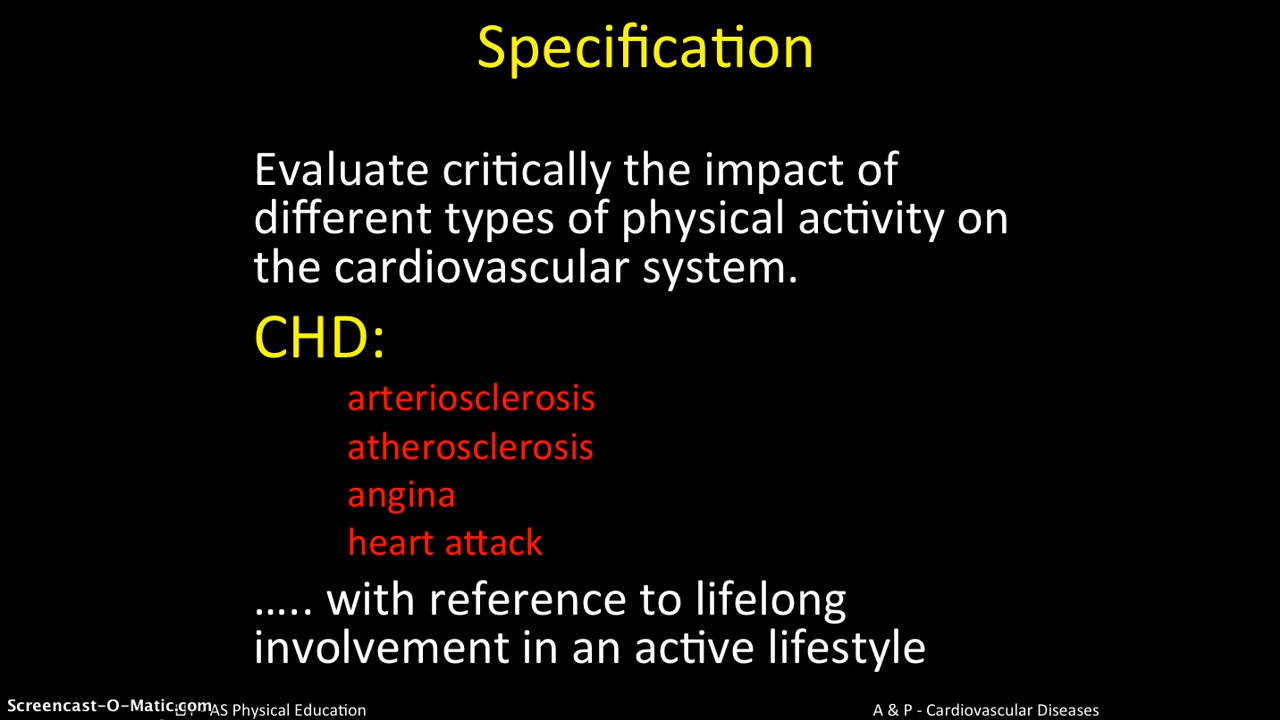 Specification
Evaluate critically the impact of
different types of physical activity on
the cardiovascular system.
CHD:
arteriosclerosis
atherosclerosis
angina
heart attack
..... with reference to lifelong
involvement in an active lifestyle
Screencast-O-Matic.com
AS Physical Education
A & P - Cardiovascular Diseases